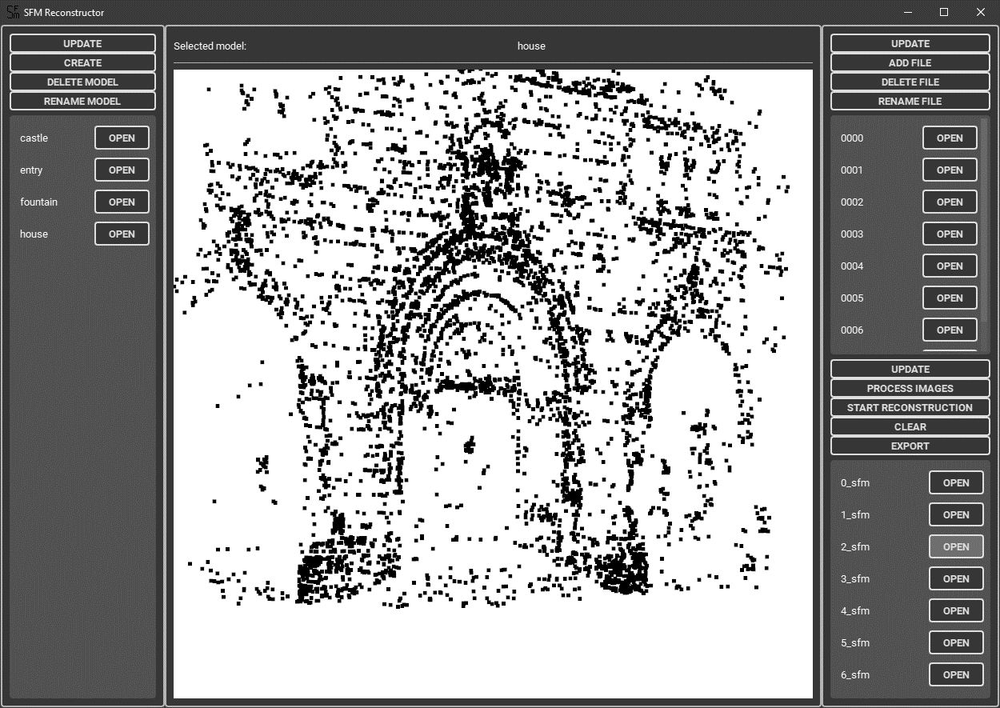 SFm SFM Reconstructor
UPDATE
CREATE
DELETE MODEL
RENAME MODEL
castle OPEN
entry OPEN
fountain OPEN
house OPEN
Selected model: house
UPDATE
ADD FILE
DELETE FILE
RENAME FILE
0000 OPEN
0001 OPEN
0002 OPEN
0003 OPEN
0004 OPEN
0005 OPEN
0006 OPEN
UPDATE
PROCESS IMAGES
START RECONSTRUCTION
CLEAR
EXPORT
0_sfm OPEN
1_sfm OPEN
2_sfm OPEN
3_sfm OPEN
4_sfm OPEN
5_sfm OPEN
6_sfm OPEN